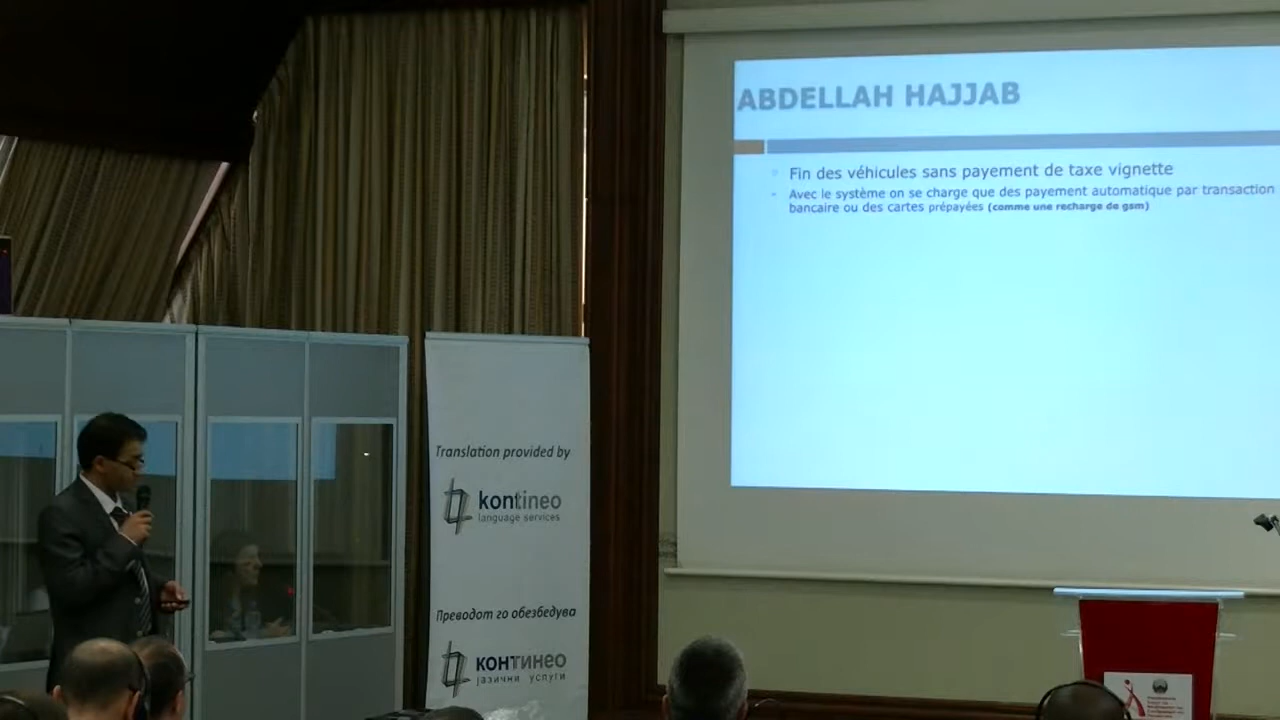 ABDELLAH HAJJAB
Fin des véhicules sans payement de taxe vignette
- Avec le système on se charge que des payement automatique par transaction
bancaire ou des cartes prépayées (comme une recharge de gsm)
Translation provided by
kontineo
language services
Преводот го обезбедува
КОНТИНЕО
јазични услуги